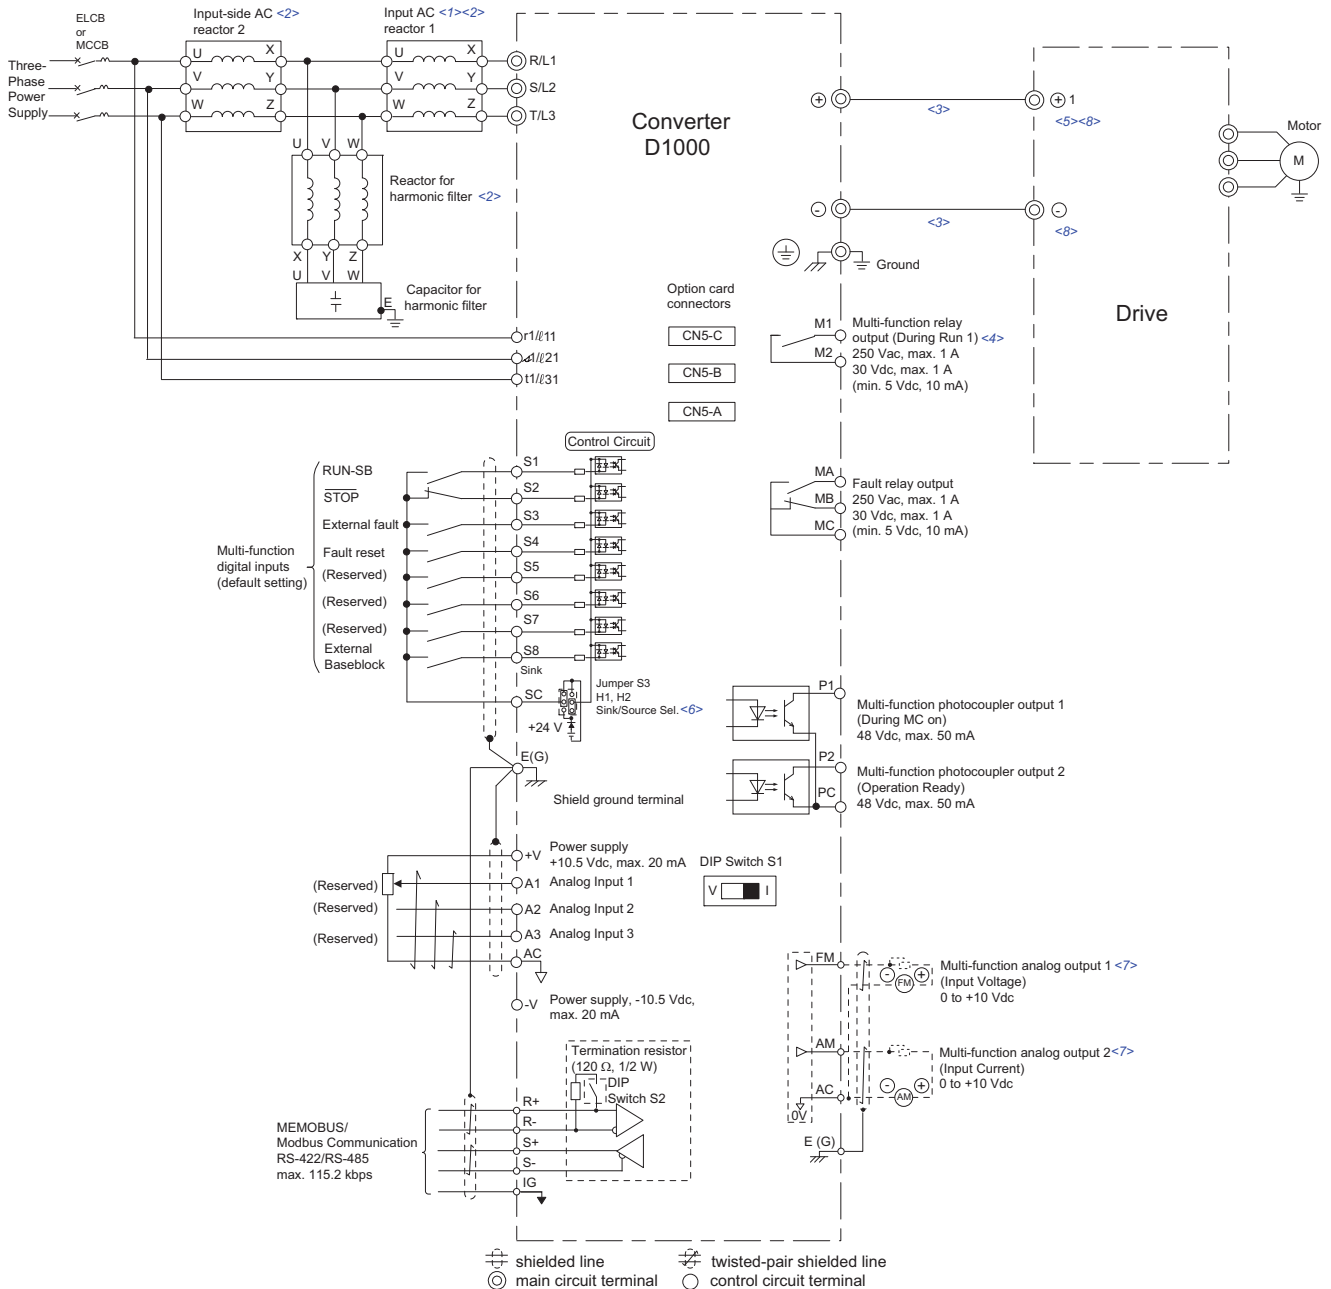 ELCB
or
MCCB
Input-side AC <2>
reactor 2
Input AC <1><2>
reactor 1
Three-
Phase
Power
Supply
U X
V Y
W Z
U X
V Y
W Z
R/L1
S/L2
T/L3
Converter
D1000
+
<3>
+ 1
<5><8>
Motor
M
U V W
Reactor for
harmonic filter <2>
X Y Z
U V W
Capacitor for
harmonic filter
E
-
<3>
-
<8>
Ground
Drive
Option card
connectors
CN5-C
CN5-B
CN5-A
r1/ℓ11
1/ℓ21
t1/ℓ31
M1
M2
Multi-function relay
output (During Run 1) <4>
250 Vac, max. 1 A
30 Vdc, max. 1 A
(min. 5 Vdc, 10 mA)
Control Circuit
MA
MB
MC
Fault relay output
250 Vac, max. 1 A
30 Vdc, max. 1 A
(min. 5 Vdc, 10 mA)
Multi-function
digital inputs
(default setting)
RUN-SB
STOP
External fault
Fault reset
(Reserved)
(Reserved)
(Reserved)
External
Baseblock
S1
S2
S3
S4
S5
S6
S7
S8
Sink
SC
+24 V
Jumper S3
H1, H2
Sink/Source Sel. <6>
E(G)
Shield ground terminal
P1
Multi-function photocoupler output 1
(During MC on)
48 Vdc, max. 50 mA
P2
PC
Multi-function photocoupler output 2
(Operation Ready)
48 Vdc, max. 50 mA
+V
Power supply
+10.5 Vdc, max. 20 mA
DIP Switch S1
V I
(Reserved)
A1 Analog Input 1
(Reserved)
A2 Analog Input 2
(Reserved)
A3 Analog Input 3
AC
-V
Power supply, -10.5 Vdc,
max. 20 mA
FM
- FM +
Multi-function analog output 1 <7>
(Input Voltage)
0 to +10 Vdc
AM
AC
- AM +
0V
Multi-function analog output 2<7>
(Input Current)
0 to +10 Vdc
E (G)
Termination resistor
(120 Ω, 1/2 W)
DIP
Switch S2
MEMOBUS/
Modbus Communication
RS-422/RS-485
max. 115.2 kbps
R+
R-
S+
S-
IG
shielded line
twisted-pair shielded line
main circuit terminal
control circuit terminal